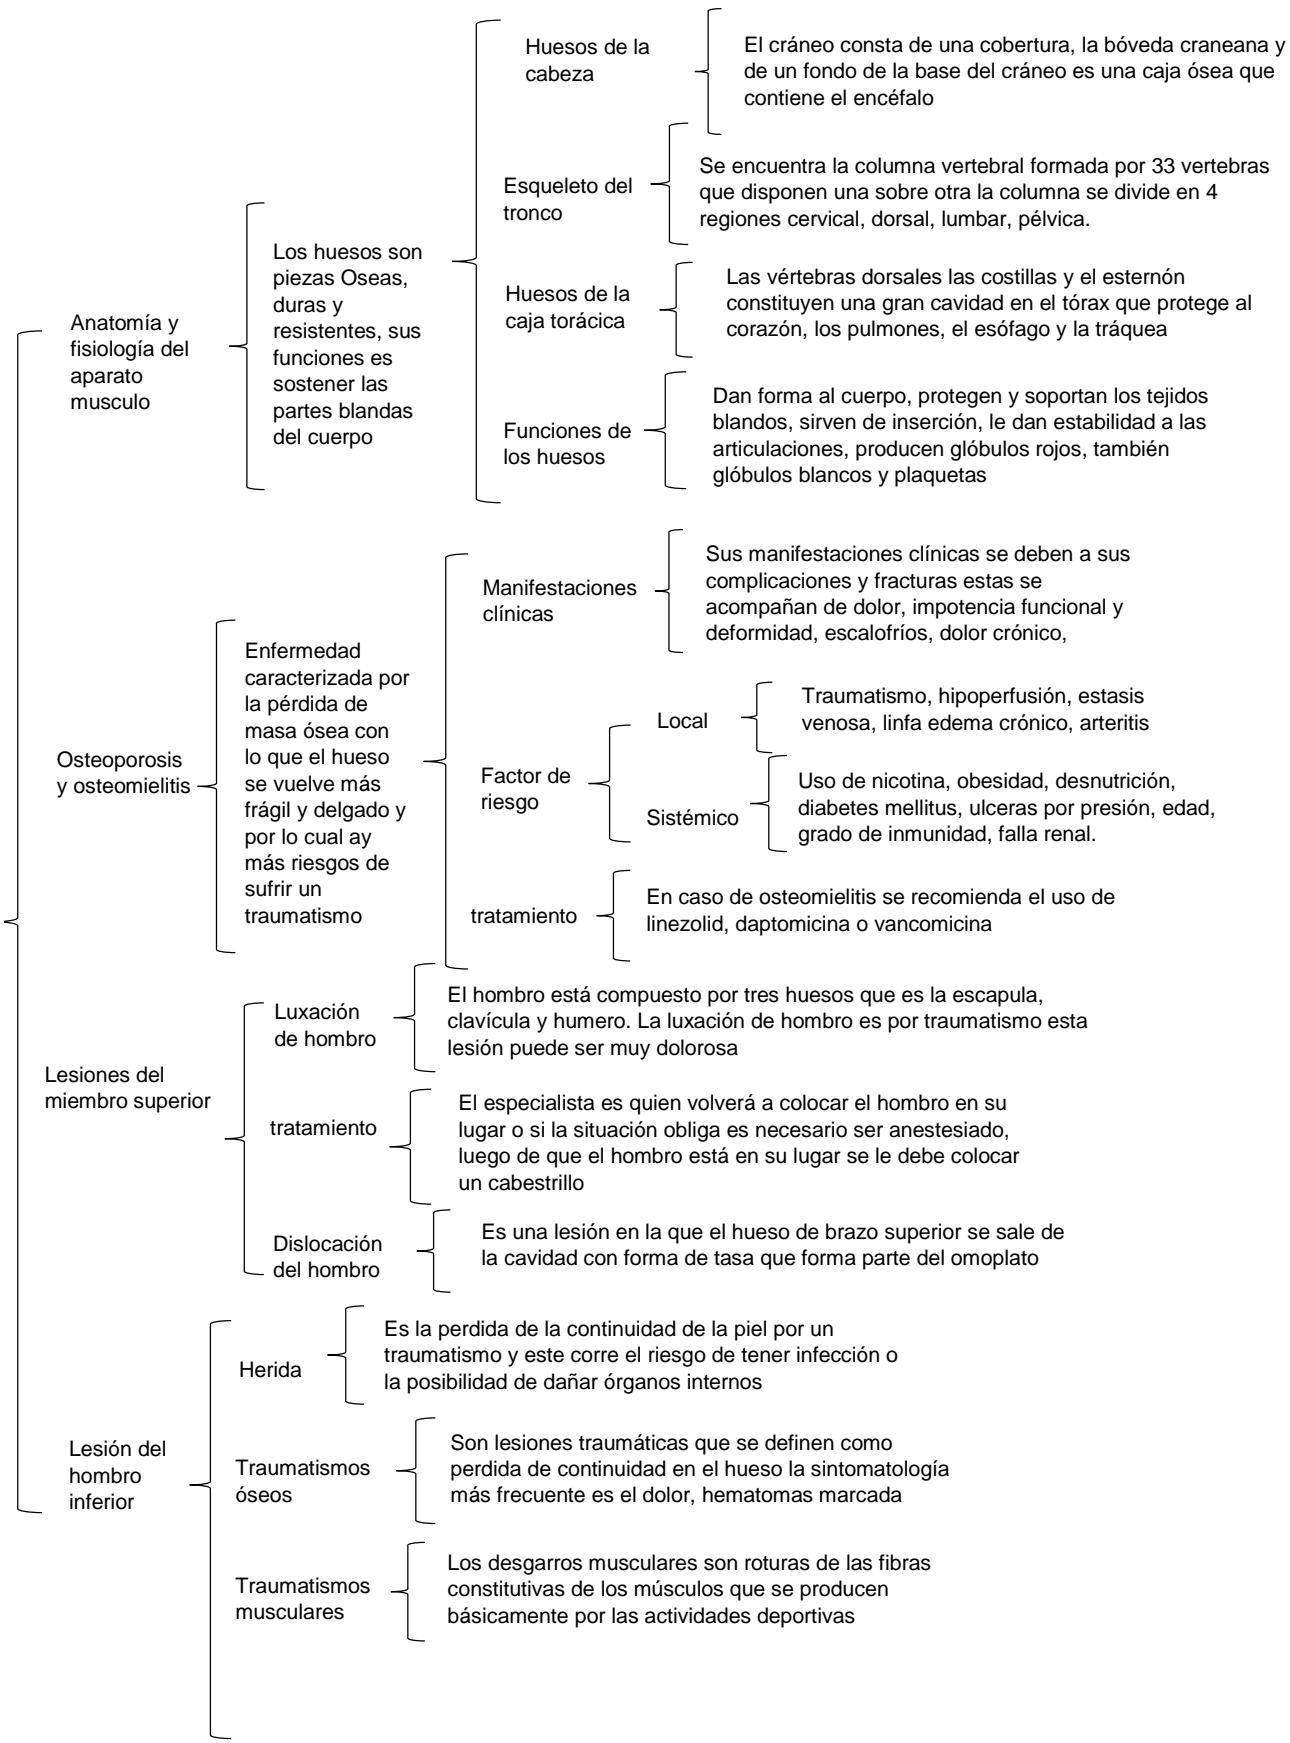 Anatomía y
fisiología del
aparato
musculo
Los huesos son
piezas Oseas,
duras y
resistentes, sus
funciones es
sostener las
partes blandas
del cuerpo
Huesos de la
cabeza
El cráneo consta de una cobertura, la bóveda craneana y
de un fondo de la base del cráneo es una caja ósea que
contiene el encéfalo
Esqueleto del
tronco
Se encuentra la columna vertebral formada por 33 vertebras
que disponen una sobre otra la columna se divide en 4
regiones cervical, dorsal, lumbar, pélvica.
Huesos de la
caja torácica
Las vértebras dorsales las costillas y el esternón
constituyen una gran cavidad en el tórax que protege al
corazón, los pulmones, el esófago y la tráquea
Funciones de
los huesos
Dan forma al cuerpo, protegen y soportan los tejidos
blandos, sirven de inserción, le dan estabilidad a las
articulaciones, producen glóbulos rojos, también
glóbulos blancos y plaquetas
Osteoporosis
y osteomielitis
Enfermedad
caracterizada por
la pérdida de
masa ósea con
lo que el hueso
se vuelve más
frágil y delgado y
por lo cual ay
más riesgos de
sufrir un
traumatismo
Manifestaciones
clínicas
Sus manifestaciones clínicas se deben a sus
complicaciones y fracturas estas se
acompañan de dolor, impotencia funcional y
deformidad, escalofríos, dolor crónico,
Factor de
riesgo
Local
Traumatismo, hipoperfusión, estasis
venosa, linfa edema crónico, arteritis
Sistémico
Uso de nicotina, obesidad, desnutrición,
diabetes mellitus, ulceras por presión, edad,
grado de inmunidad, falla renal.
tratamiento
En caso de osteomielitis se recomienda el uso de
linezolid, daptomicina o vancomicina
Lesiones del
miembro superior
Luxación
de hombro
El hombro está compuesto por tres huesos que es la escapula,
clavícula y humero. La luxación de hombro es por traumatismo esta
lesión puede ser muy dolorosa
tratamiento
El especialista es quien volverá a colocar el hombro en su
lugar o si la situación obliga es necesario ser anestesiado,
luego de que el hombro está en su lugar se le debe colocar
un cabestrillo
Dislocación
del hombro
Es una lesión en la que el hueso de brazo superior se sale de
la cavidad con forma de tasa que forma parte del omoplato
Lesión del
hombro
inferior
Herida
Es la perdida de la continuidad de la piel por un
traumatismo y este corre el riesgo de tener infección o
la posibilidad de dañar órganos internos
Traumatismos
óseos
Son lesiones traumáticas que se definen como
perdida de continuidad en el hueso la sintomatología
más frecuente es el dolor, hematomas marcada
Traumatismos
musculares
Los desgarros musculares son roturas de las fibras
constitutivas de los músculos que se producen
básicamente por las actividades deportivas